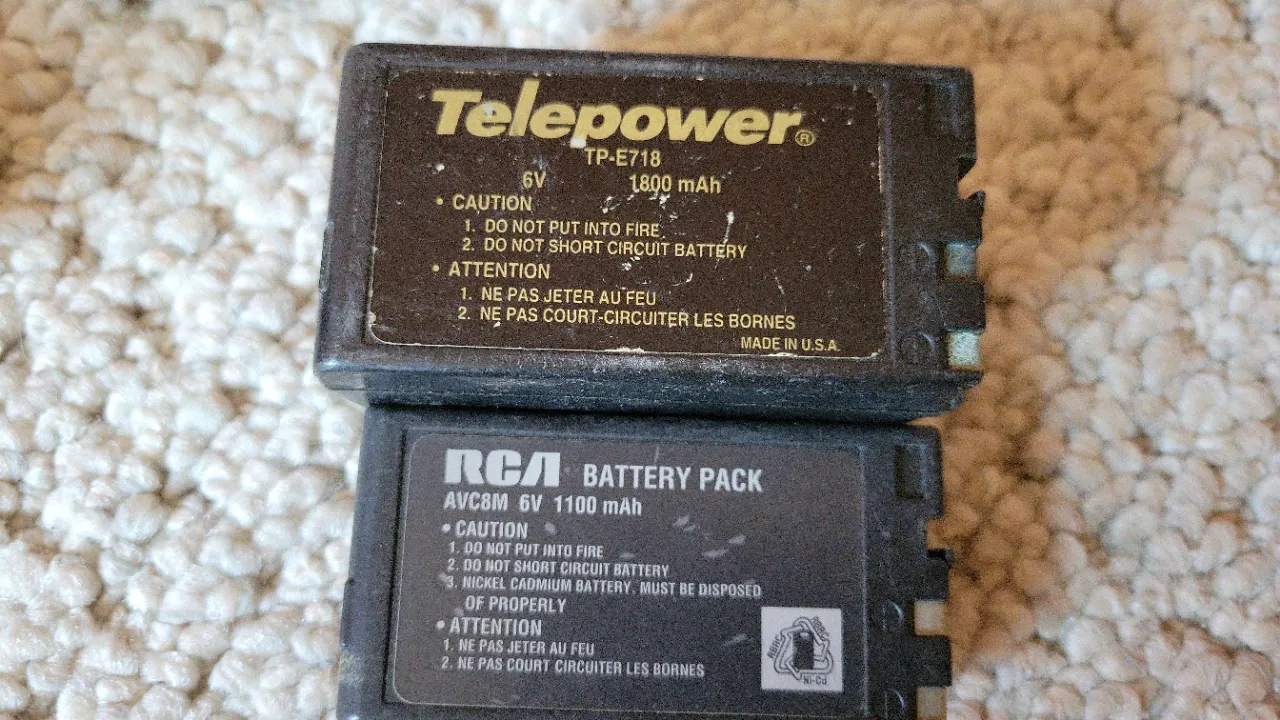 Telepower®
TP-E718
6V 1800 mAh
• CAUTION
1. DO NOT PUT INTO FIRE
2. DO NOT SHORT CIRCUIT BATTERY
• ATTENTION
1. NE PAS JETER AU FEU
2. NE PAS COURT-CIRCUITER LES BORNES
MADE IN U.S.A.
RCA BATTERY PACK
AVC8M 6V 1100 mAh
• CAUTION
1. DO NOT PUT INTO FIRE
2. DO NOT SHORT CIRCUIT BATTERY
3. NICKEL CADMIUM BATTERY. MUST BE DISPOSED
OF PROPERLY
• ATTENTION
1. NE PAS JETER AU FEU
2. NE PAS COURT CIRCUITER LES BORNES
Ni-Cd